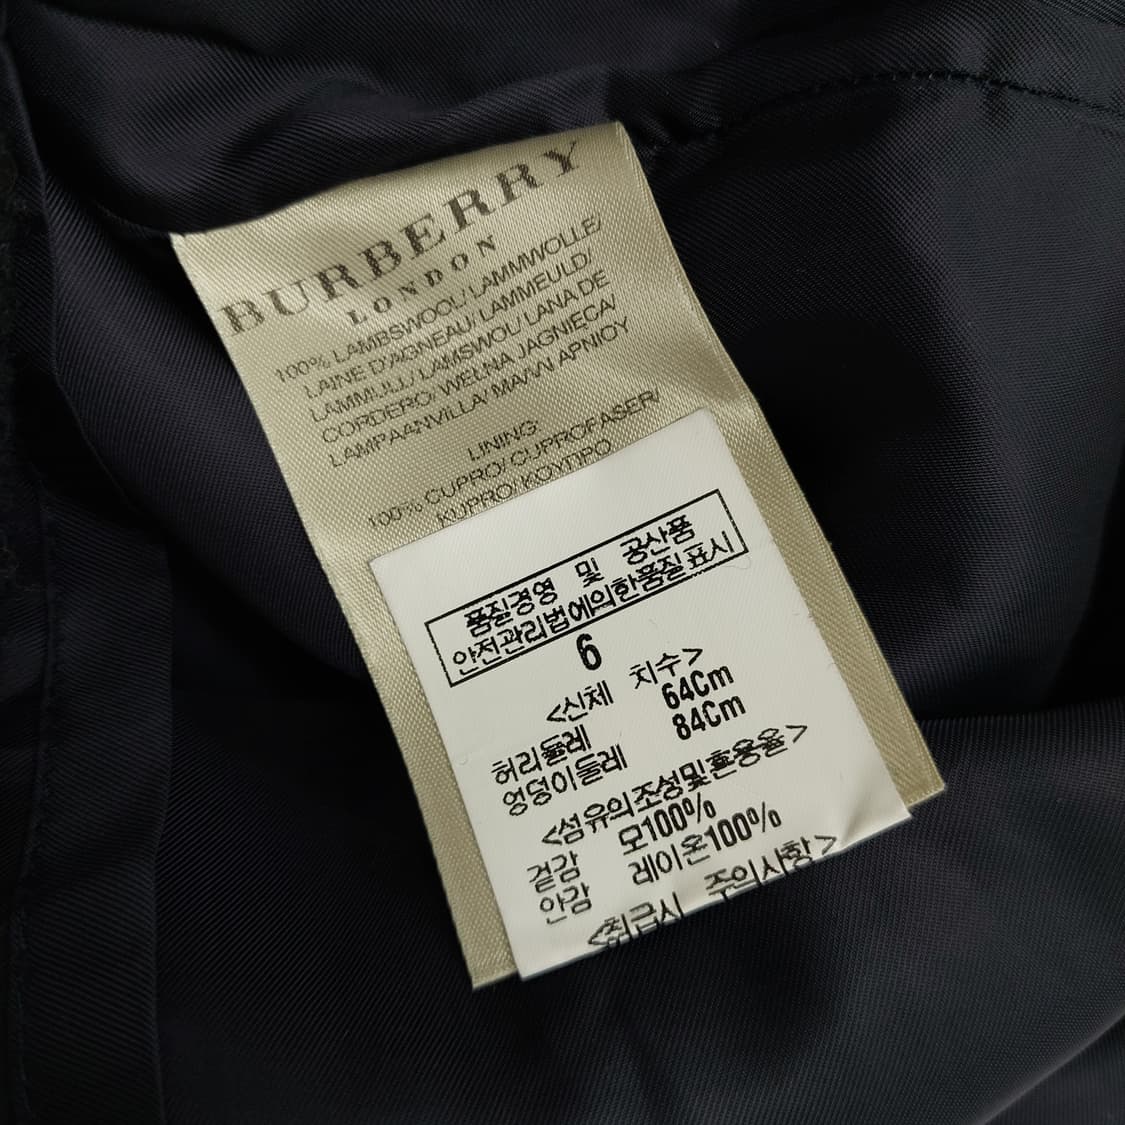 BURBERRY
LONDON
100% LAMBSWOOL/ LAMMWOLLE/
LAINE D'AGNEAU/ LAMMEULD/
LAMMULL/ LAMSWOL/ LANA DE
CORDERO/ WELNA JAGNIECA/
LAMPAANVILLA/ ΜΑΛΛΙ ΑΡΝΙΟΥ
LINING:
100% CUPRO/ CUPROFASER/
KUPRO/ ΚΟΥΠΡΟ
품질경영 및 공산품
안전관리법에의한품질표시
6
<신체 치수>
허리둘레 64Cm
엉덩이둘레 84Cm
<섬유의조성및혼용율>
겉감 모100%
안감 레이온100%
<취급시 주의사항>